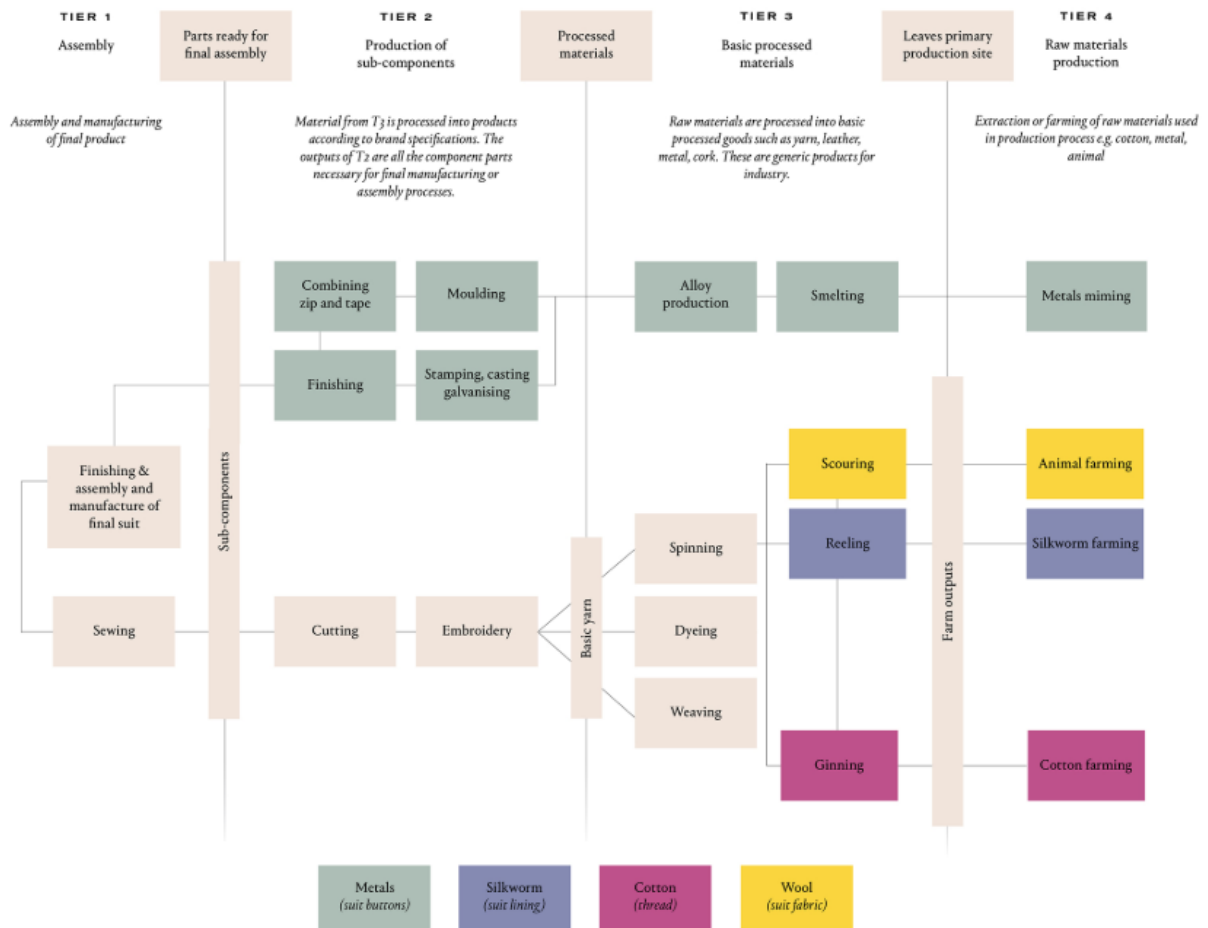 TIER 1
Assembly
Parts ready for
final assembly
TIER 2
Production of
sub-components
Processed
materials
TIER 3
Basic processed
materials
Leaves primary
production site
TIER 4
Raw materials
production
Assembly and manufacturing
of final product
Material from T3 is processed into products
according to brand specifications. The
outputs of T2 are all the component parts
necessary for final manufacturing or
assembly processes.
Raw materials are processed into basic
processed goods such as yarn, leather,
metal, cork. These are generic products for
industry.
Extraction or farming of raw materials used
in production process e.g. cotton, metal,
animal
Combining
zip and tape
Moulding
Alloy
production
Smelting
Metals miming
Finishing
Stamping, casting
galvanising
Finishing &
assembly and
manufacture of
final suit
Sub-components
Scouring
Animal farming
Spinning
Reeling
Silkworm farming
Sewing
Cutting
Embroidery
Basic yarn
Dyeing
Farm outputs
Weaving
Ginning
Cotton farming
Metals
(suit buttons)
Silkworm
(suit lining)
Cotton
(thread)
Wool
(suit fabric)